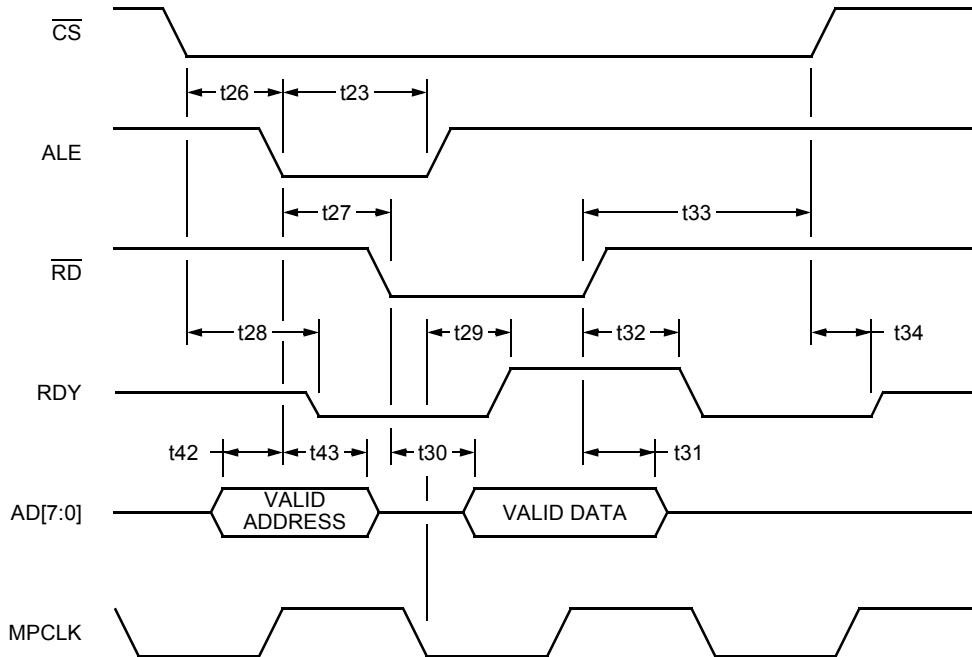 CS
t26
t23
ALE
t27
t33
RD
t28
t29
t32
t34
RDY
t42
t43
t30
t31
AD[7:0]
VALID
ADDRESS
VALID DATA
MPCLK